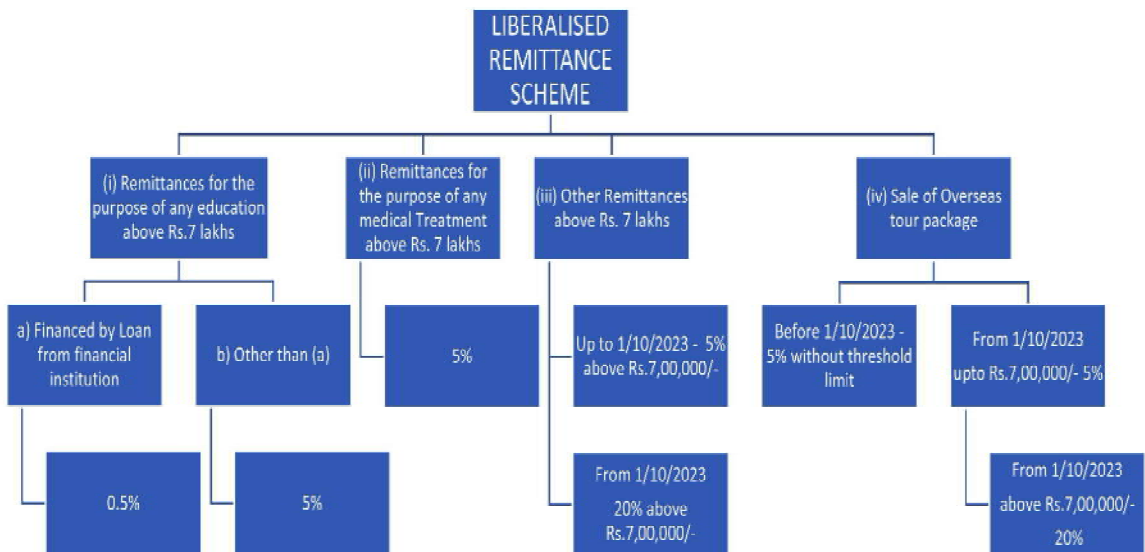 LIBERALISED
REMITTANCE
SCHEME
(i) Remittances for the
purpose of any education
above Rs.7 lakhs
(ii) Remittances for
the purpose of any
medical Treatment
above Rs. 7 lakhs
(iii) Other Remittances
above Rs. 7 lakhs
(iv) Sale of Overseas
tour package
a) Financed by Loan
from financial
institution
b) Other than (a)
5%
Up to 1/10/2023 - 5%
above Rs.7,00,000/-
Before 1/10/2023 -
5% without threshold
limit
From 1/10/2023
upto Rs.7,00,000/- 5%
0.5%
5%
From 1/10/2023
20% above
Rs.7,00,000/-
From 1/10/2023
above Rs.7,00,000/-
20%